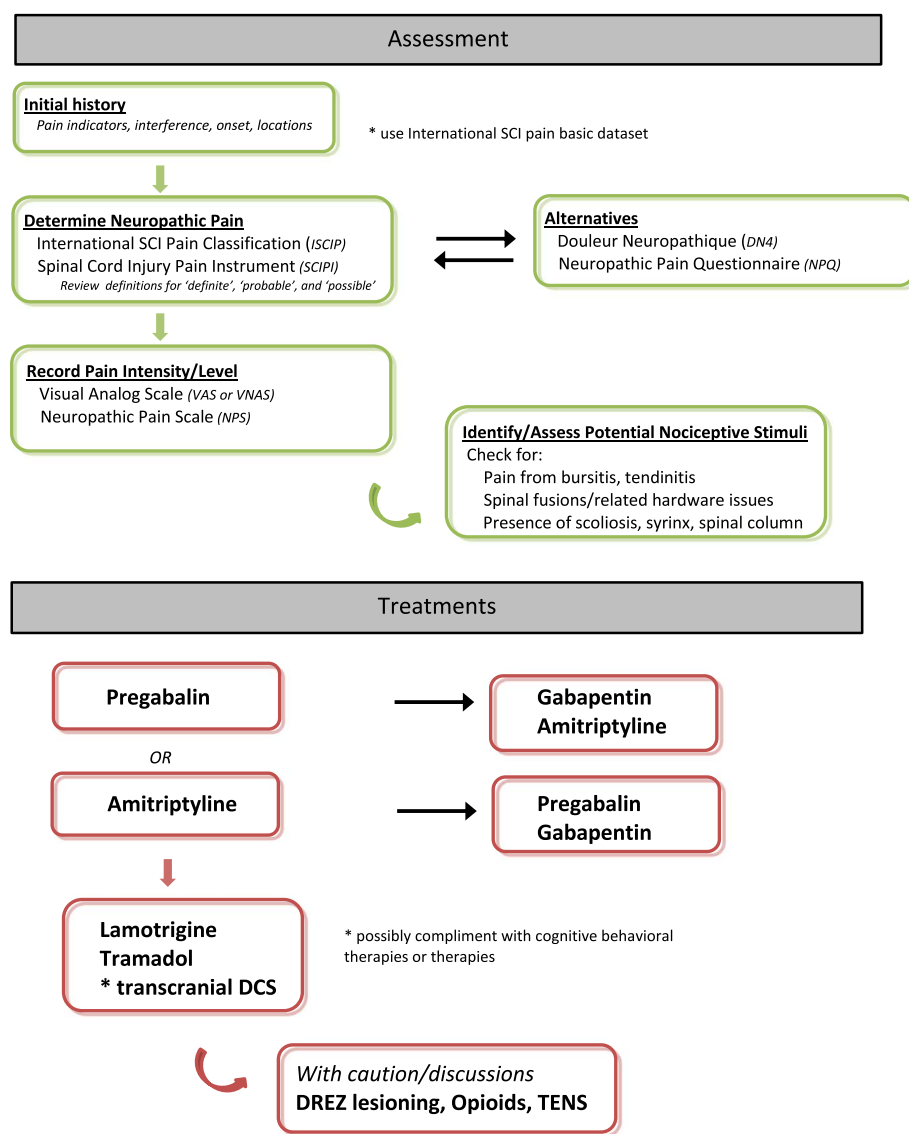 Assessment
Initial history
Pain indicators, interference, onset, locations
* use International SCI pain basic dataset
Determine Neuropathic Pain
International SCI Pain Classification (ISCIP)
Spinal Cord Injury Pain Instrument (SCIPI)
Review definitions for ‘definite’, ‘probable’, and ‘possible’
Alternatives
Douleur Neuropathique (DN4)
Neuropathic Pain Questionnaire (NPQ)
Record Pain Intensity/Level
Visual Analog Scale (VAS or VNAS)
Neuropathic Pain Scale (NPS)
Identify/Assess Potential Nociceptive Stimuli
Check for:
Pain from bursitis, tendinitis
Spinal fusions/related hardware issues
Presence of scoliosis, syrinx, spinal column
Treatments
Pregabalin
Gabapentin
Amitriptyline
OR
Amitriptyline
Pregabalin
Gabapentin
Lamotrigine
Tramadol
* transcranial DCS
* possibly compliment with cognitive behavioral
therapies or therapies
With caution/discussions
DREZ lesioning, Opioids, TENS